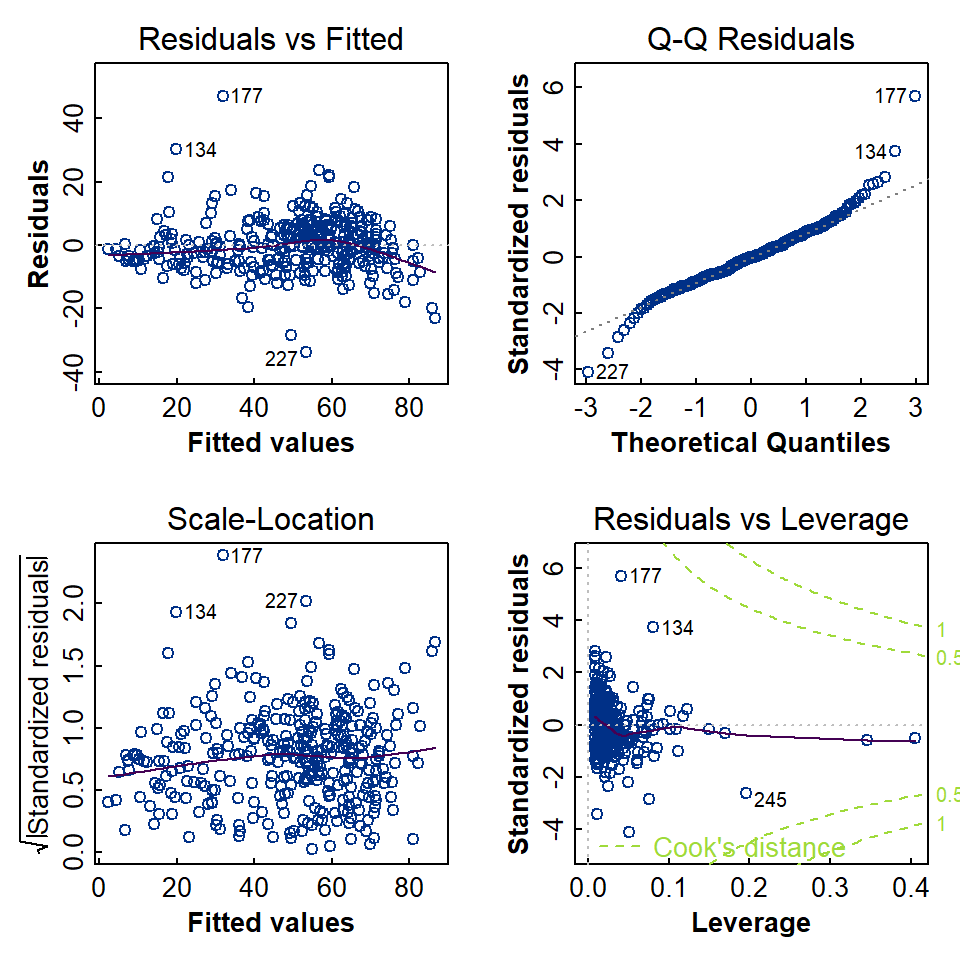 Residuals vs Fitted
Residuals
-40 -20 0 20 40
177
134
227
0 20 40 60 80
Fitted values
Q-Q Residuals
Standardized residuals
-4 -2 0 2 4 6
177
134
227
-3 -2 -1 0 1 2 3
Theoretical Quantiles
Scale-Location
√|Standardized residuals|
0.0 0.5 1.0 1.5 2.0
177
227
134
0 20 40 60 80
Fitted values
Residuals vs Leverage
Standardized residuals
-4 -2 0 2 4 6
177
134
245
1
0.5
0.5
1
Cook's distance
0.0 0.1 0.2 0.3 0.4
Leverage